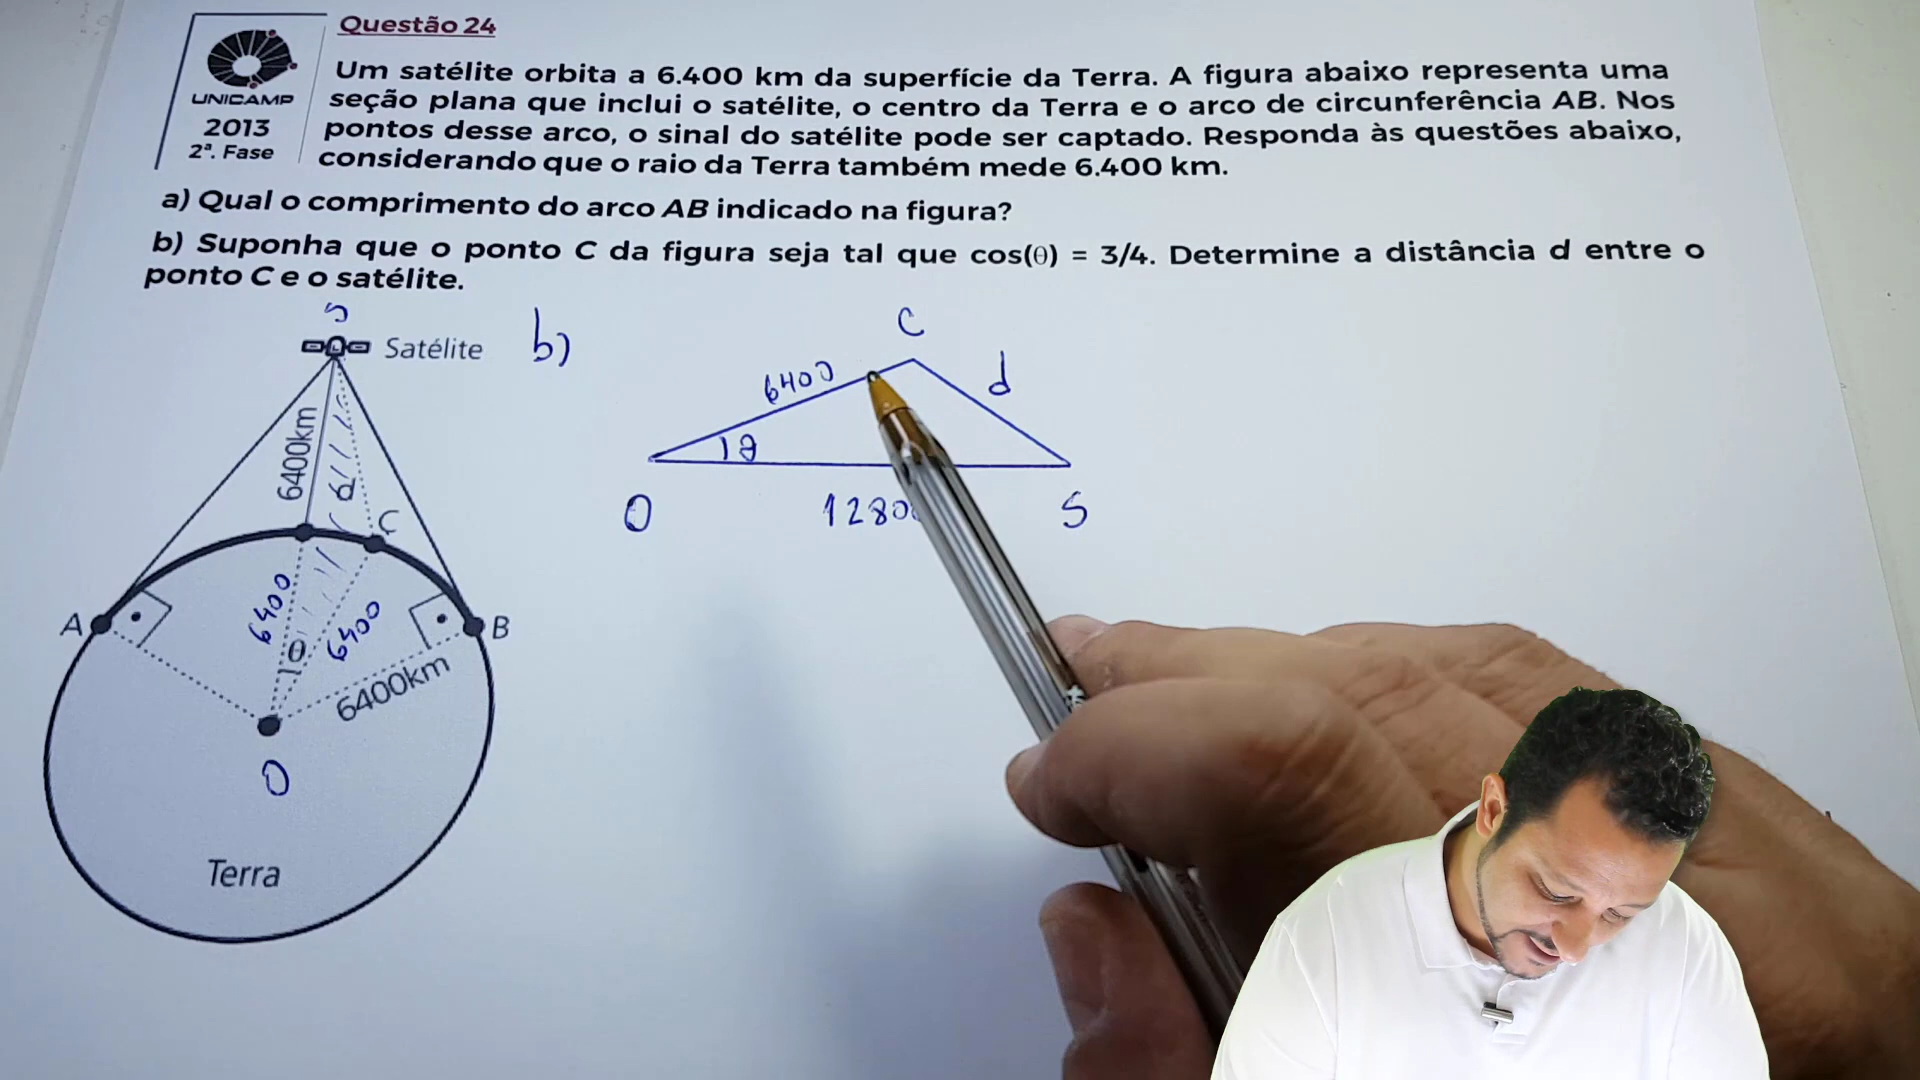 Questão 24
UNICAMP
2013
2ª. Fase
Um satélite orbita a 6.400 km da superfície da Terra. A figura abaixo representa uma
seção plana que inclui o satélite, o centro da Terra e o arco de circunferência AB. Nos
pontos desse arco, o sinal do satélite pode ser captado. Responda às questões abaixo,
considerando que o raio da Terra também mede 6.400 km.
a) Qual o comprimento do arco AB indicado na figura?
b) Suponha que o ponto C da figura seja tal que cos(θ) = 3/4. Determine a distância d entre o
ponto C e o satélite.
S
Satélite
6400km
d
C
A
B
6400
θ
6400
6400km
O
Terra
b)
C
6400
d
θ
O
12800
S